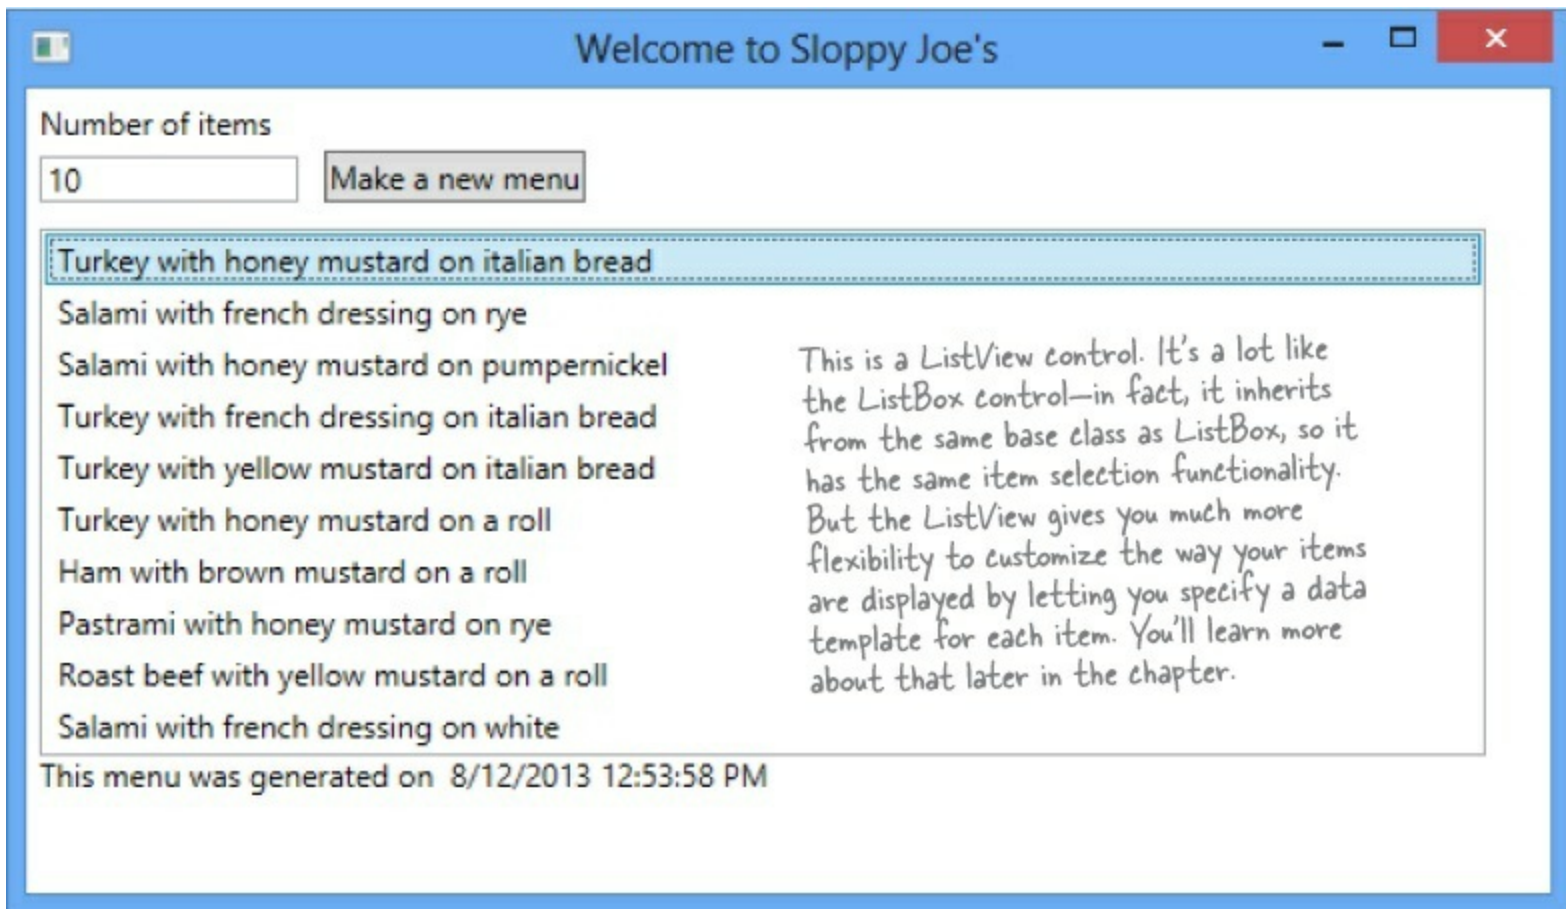 Welcome to Sloppy Joe's
Number of items
10
Make a new menu
Turkey with honey mustard on italian bread
Salami with french dressing on rye
Salami with honey mustard on pumpernickel
Turkey with french dressing on italian bread
Turkey with yellow mustard on italian bread
Turkey with honey mustard on a roll
Ham with brown mustard on a roll
Pastrami with honey mustard on rye
Roast beef with yellow mustard on a roll
Salami with french dressing on white
This is a ListView control. It's a lot like
the ListBox control—in fact, it inherits
from the same base class as ListBox, so it
has the same item selection functionality.
But the ListView gives you much more
flexibility to customize the way your items
are displayed by letting you specify a data
template for each item. You'll learn more
about that later in the chapter.
This menu was generated on 8/12/2013 12:53:58 PM